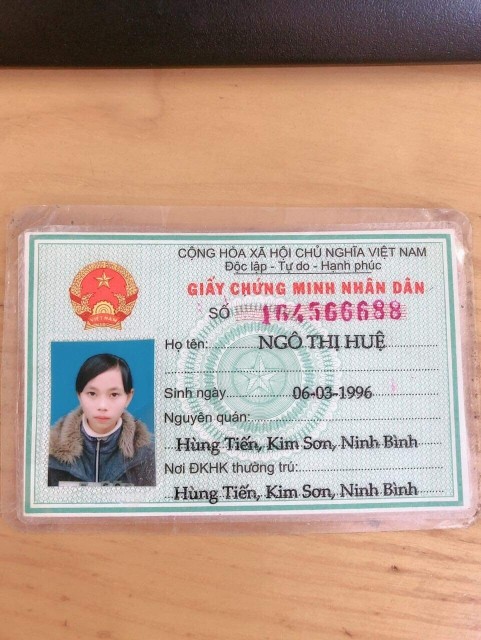 CỘNG HÒA XÃ HỘI CHỦ NGHĨA VIỆT NAM
Độc lập - Tự do - Hạnh phúc
GIẤY CHỨNG MINH NHÂN DÂN
SỐ 164566688
Họ tên: NGÔ THỊ HUỆ
Sinh ngày 06-03-1996
Nguyên quán:
Hùng Tiến, Kim Sơn, Ninh Bình
Nơi ĐKHK thường trú:
Hùng Tiến, Kim Sơn, Ninh Bình
VIỆT NAM